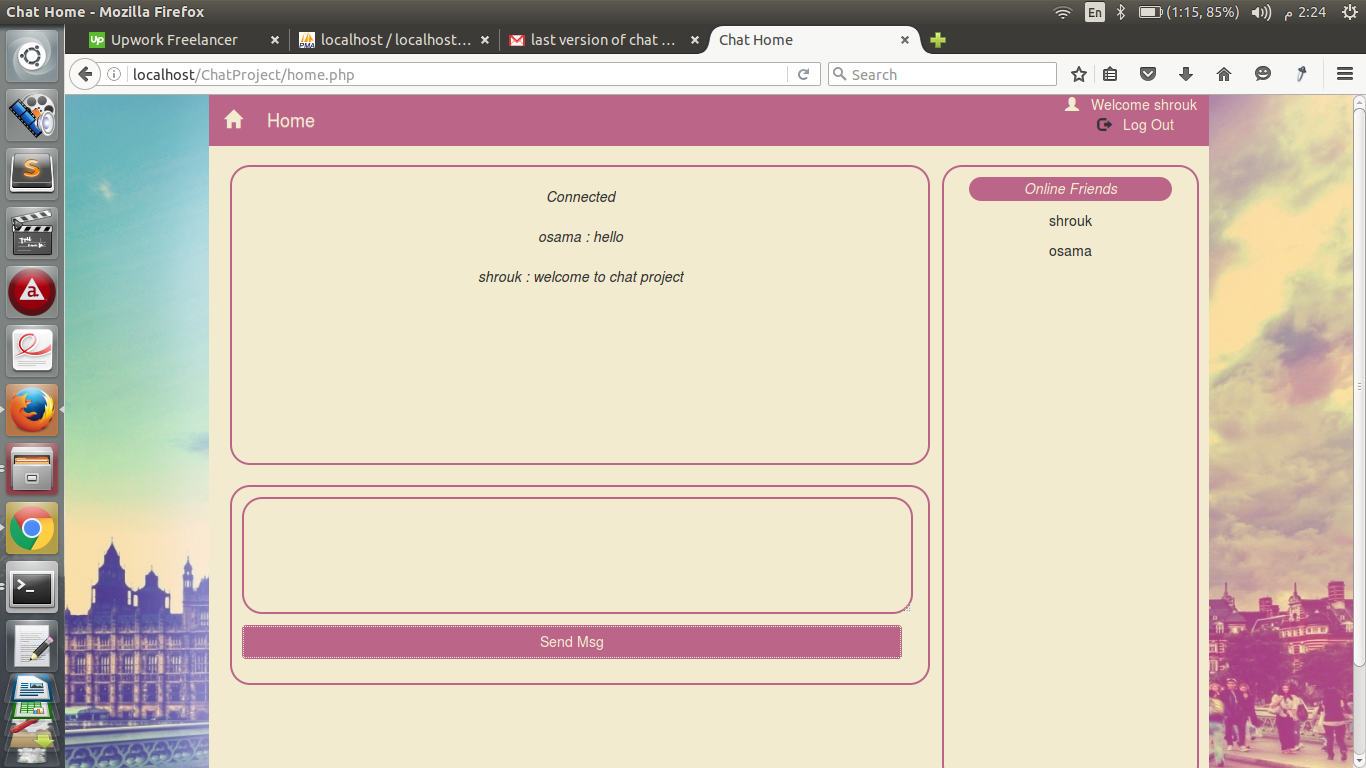 Chat Home - Mozilla Firefox
En
(1:15, 85%)
2:24 م
Up
Upwork Freelancer
PMA
localhost / localhost...
last version of chat ...
Chat Home
localhost/ChatProject/home.php
Search
Home
Welcome shrouk
Log Out
Connected
osama : hello
shrouk : welcome to chat project
Online Friends
shrouk
osama
Send Msg
S
a
>_